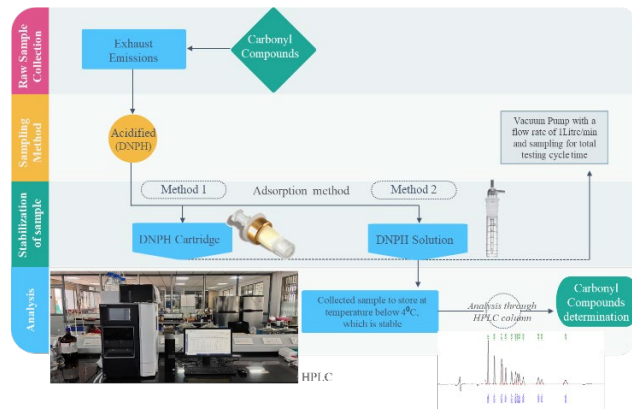 Raw Sample
Collection
Exhaust
Emissions
Carbonyl
Compounds
Sampling
Method
Acidified
(DNPH)
Vacuum Pump with a
flow rate of 1Litre/min
and sampling for total
testing cycle time
Stabilization
of sample
Method 1
Adsorption method
Method 2
DNPH Cartridge
DNPH Solution
Analysis
Collected sample to store at
temperature below 4⁰C,
which is stable
Analysis through
HPLC column
Carbonyl
Compounds
determination
HPLC